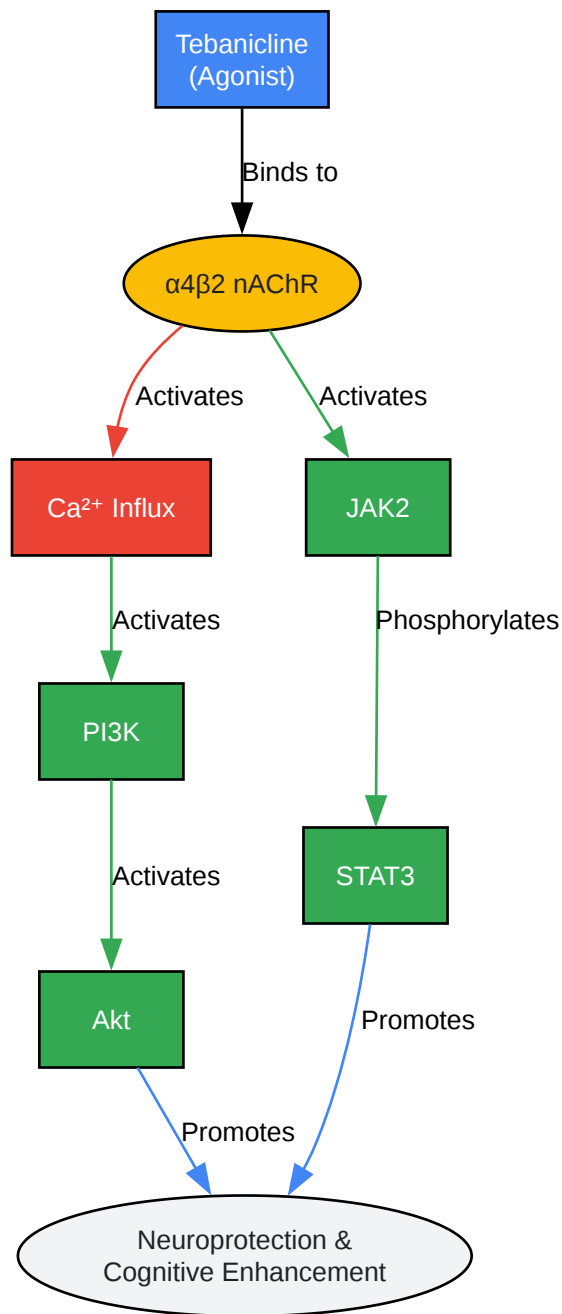 Tebanicline
(Agonist)
Binds to
α4β2 nAChR
Activates
Activates
Ca²⁺ Influx
JAK2
Activates
Phosphorylates
PI3K
Activates
STAT3
Akt
Promotes
Promotes
Neuroprotection &
Cognitive Enhancement